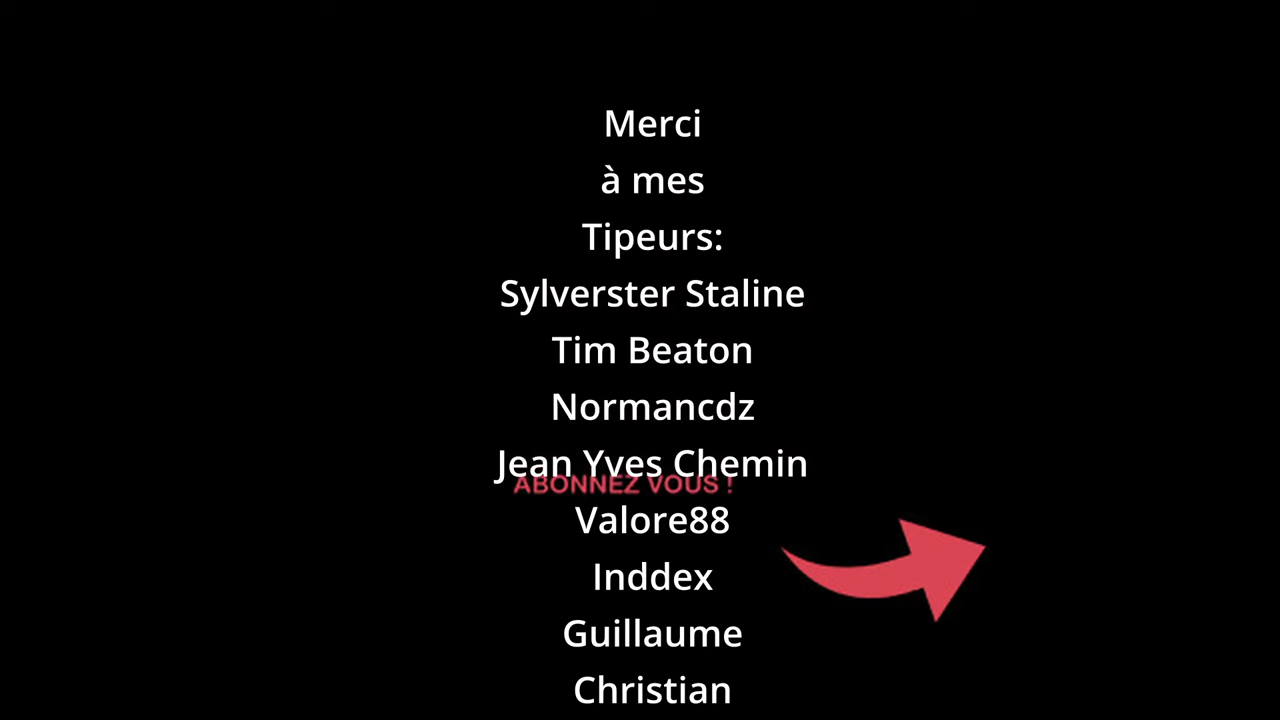 Merci
à mes
Tipeurs:
Sylverster Staline
Tim Beaton
Normancdz
Jean Yves Chemin
ABONNEZ VOUS !
Valore88
Inddex
Guillaume
Christian